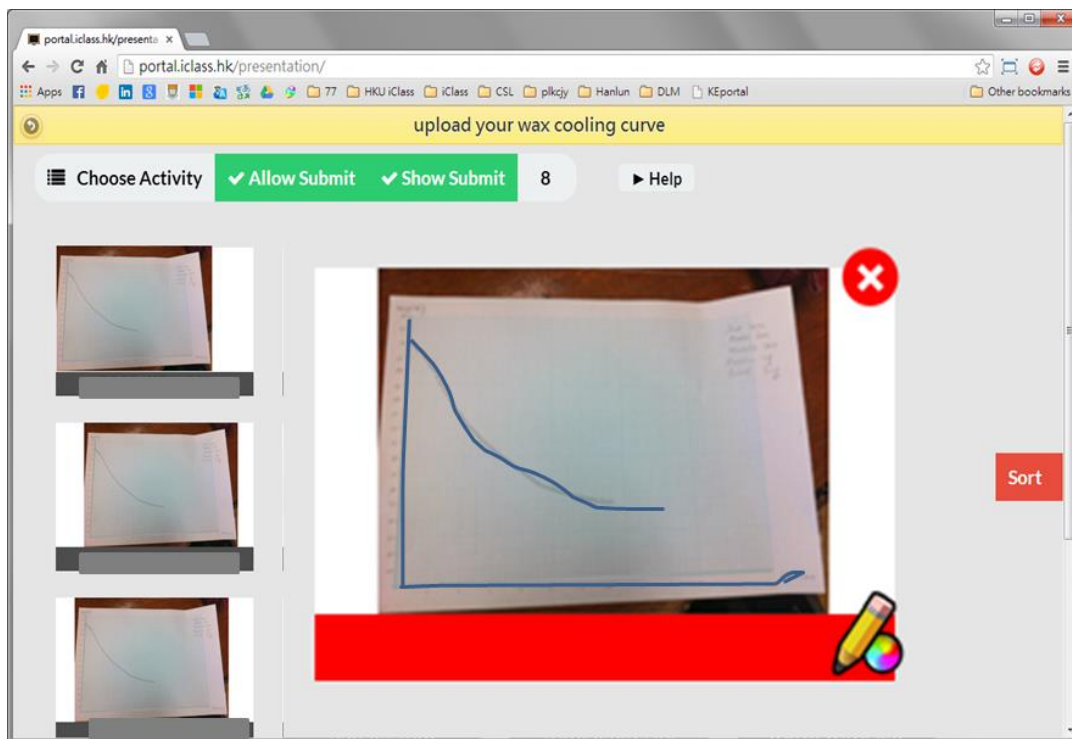 portal.iclass.hk/presenta
portal.iclass.hk/presentation/
Apps 77 HKU iClass iClass CSL plkcjy Hanlun DLM KEportal Other bookmarks
upload your wax cooling curve
Choose Activity Allow Submit Show Submit 8 Help
Sort